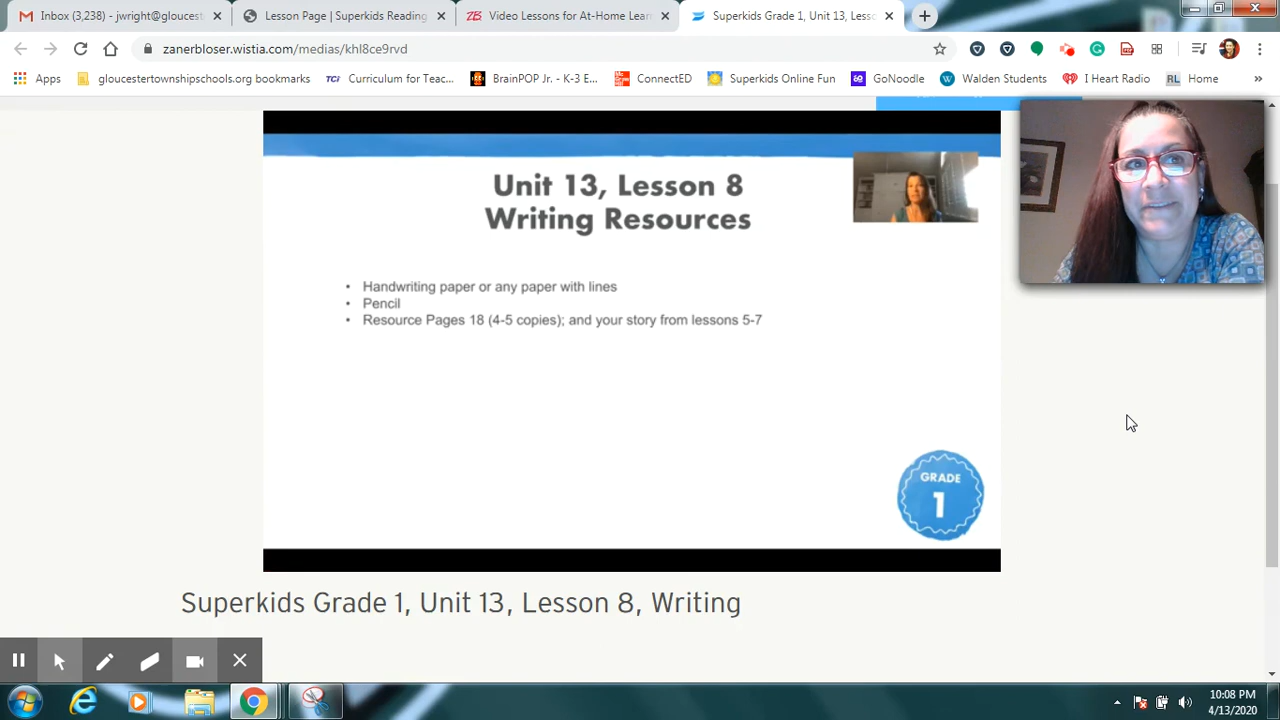 Inbox (3,238) - jwright@gloucest
Lesson Page | Superkids Reading
Video Lessons for At-Home Lear
Superkids Grade 1, Unit 13, Less
zanerbloser.wistia.com/medias/khl8ce9rvd
Apps
gloucestertownshipschools.org bookmarks
TCi Curriculum for Teac...
BrainPOP Jr. - K-3 E...
ConnectED
Superkids Online Fun
GoNoodle
Walden Students
I Heart Radio
RL Home
»
Unit 13, Lesson 8
Writing Resources
• Handwriting paper or any paper with lines
• Pencil
• Resource Pages 18 (4-5 copies); and your story from lessons 5-7
GRADE
1
Superkids Grade 1, Unit 13, Lesson 8, Writing
10:08 PM
4/13/2020